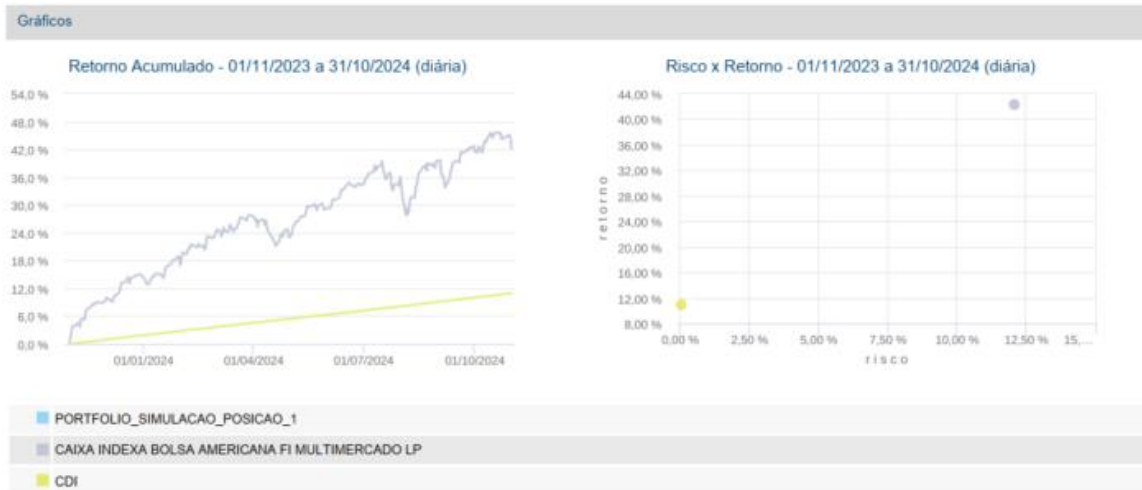 Gráficos
Retorno Acumulado - 01/11/2023 a 31/10/2024 (diária)
54,0 %
48,0 %
42,0 %
36,0 %
30,0 %
24,0 %
18,0 %
12,0 %
6,0 %
0,0 %
01/01/2024 01/04/2024 01/07/2024 01/10/2024
Risco x Retorno - 01/11/2023 a 31/10/2024 (diária)
44,00 %
40,00 %
36,00 %
32,00 %
28,00 %
24,00 %
20,00 %
16,00 %
12,00 %
8,00 %
retorno
0,00 % 2,50 % 5,00 % 7,50 % 10,00 % 12,50 % 15,...
risco
PORTFOLIO_SIMULACAO_POSICAO_1
CAIXA INDEXA BOLSA AMERICANA FI MULTIMERCADO LP
CDI